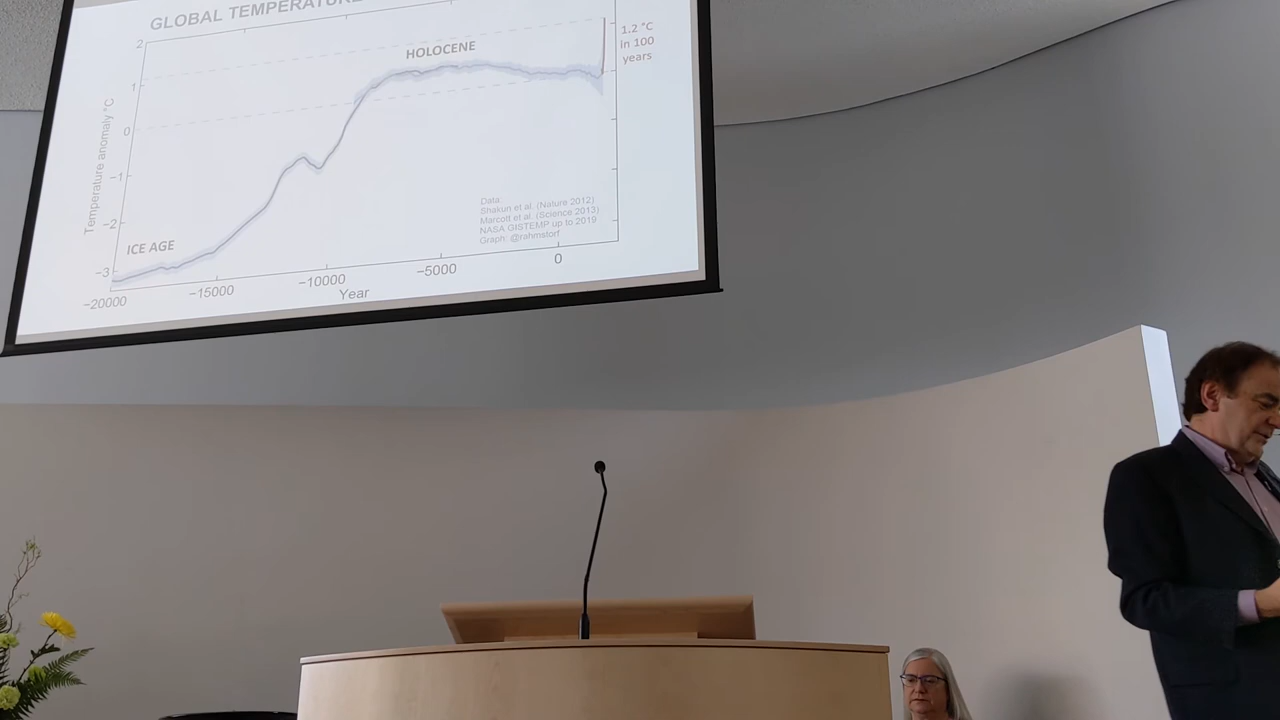 GLOBAL TEMPERATURE
2
1
0
−1
−2
−3
Temperature anomaly °C
HOLOCENE
1.2 °C
in 100
years
ICE AGE
Data:
Shakun et al. (Nature 2012)
Marcott et al. (Science 2013)
NASA GISTEMP up to 2019
Graph: @rahmstorf
−20000
−15000
−10000
−5000
0
Year